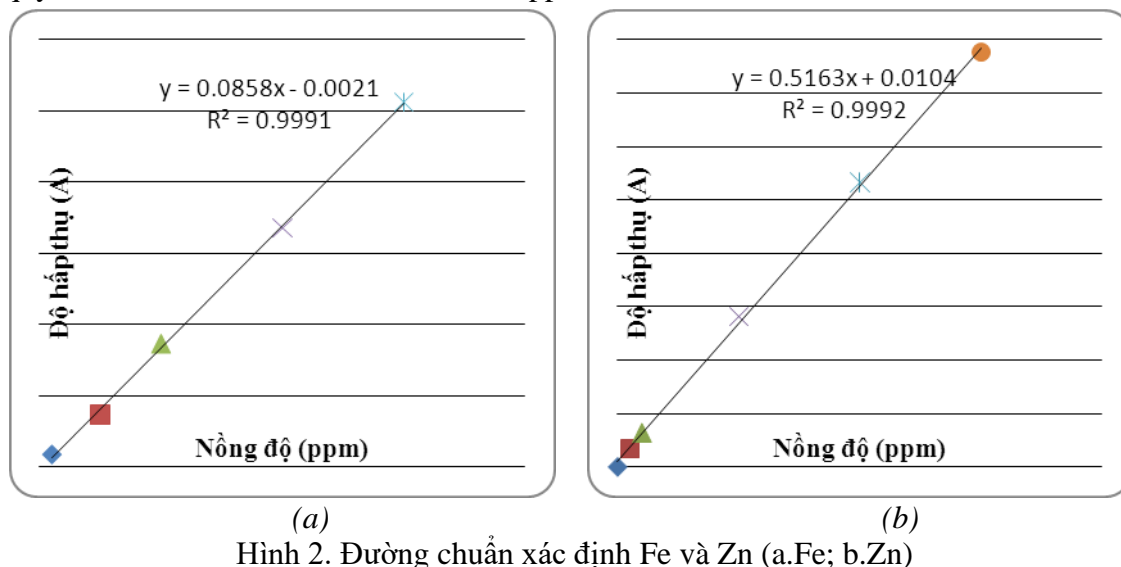 y = 0.0858x - 0.0021
R² = 0.9991
Độ hấp thụ (A)
Nồng độ (ppm)
y = 0.5163x + 0.0104
R² = 0.9992
Độ hấp thụ (A)
Nồng độ (ppm)
(a)
(b)
Hình 2. Đường chuẩn xác định Fe và Zn (a.Fe; b.Zn)